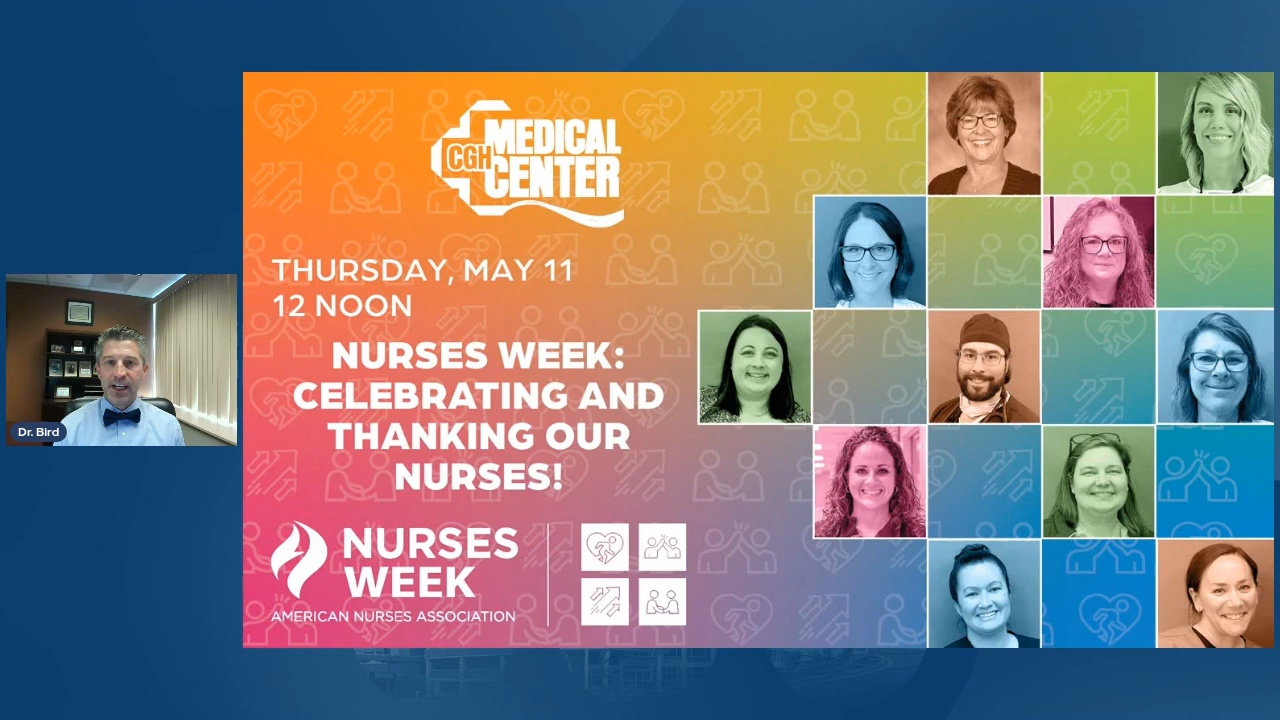 CGH MEDICAL
CENTER
THURSDAY, MAY 11
12 NOON
NURSES WEEK:
CELEBRATING AND
THANKING OUR
NURSES!
NURSES
WEEK
AMERICAN NURSES ASSOCIATION
Dr. Bird